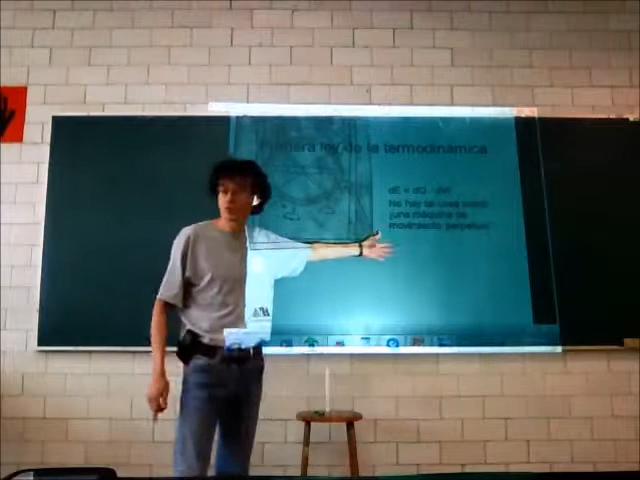 Primera ley de la termodinámica
dE = dQ - dW
No hay tal cosa como
¡una máquina de
movimiento perpetuo!